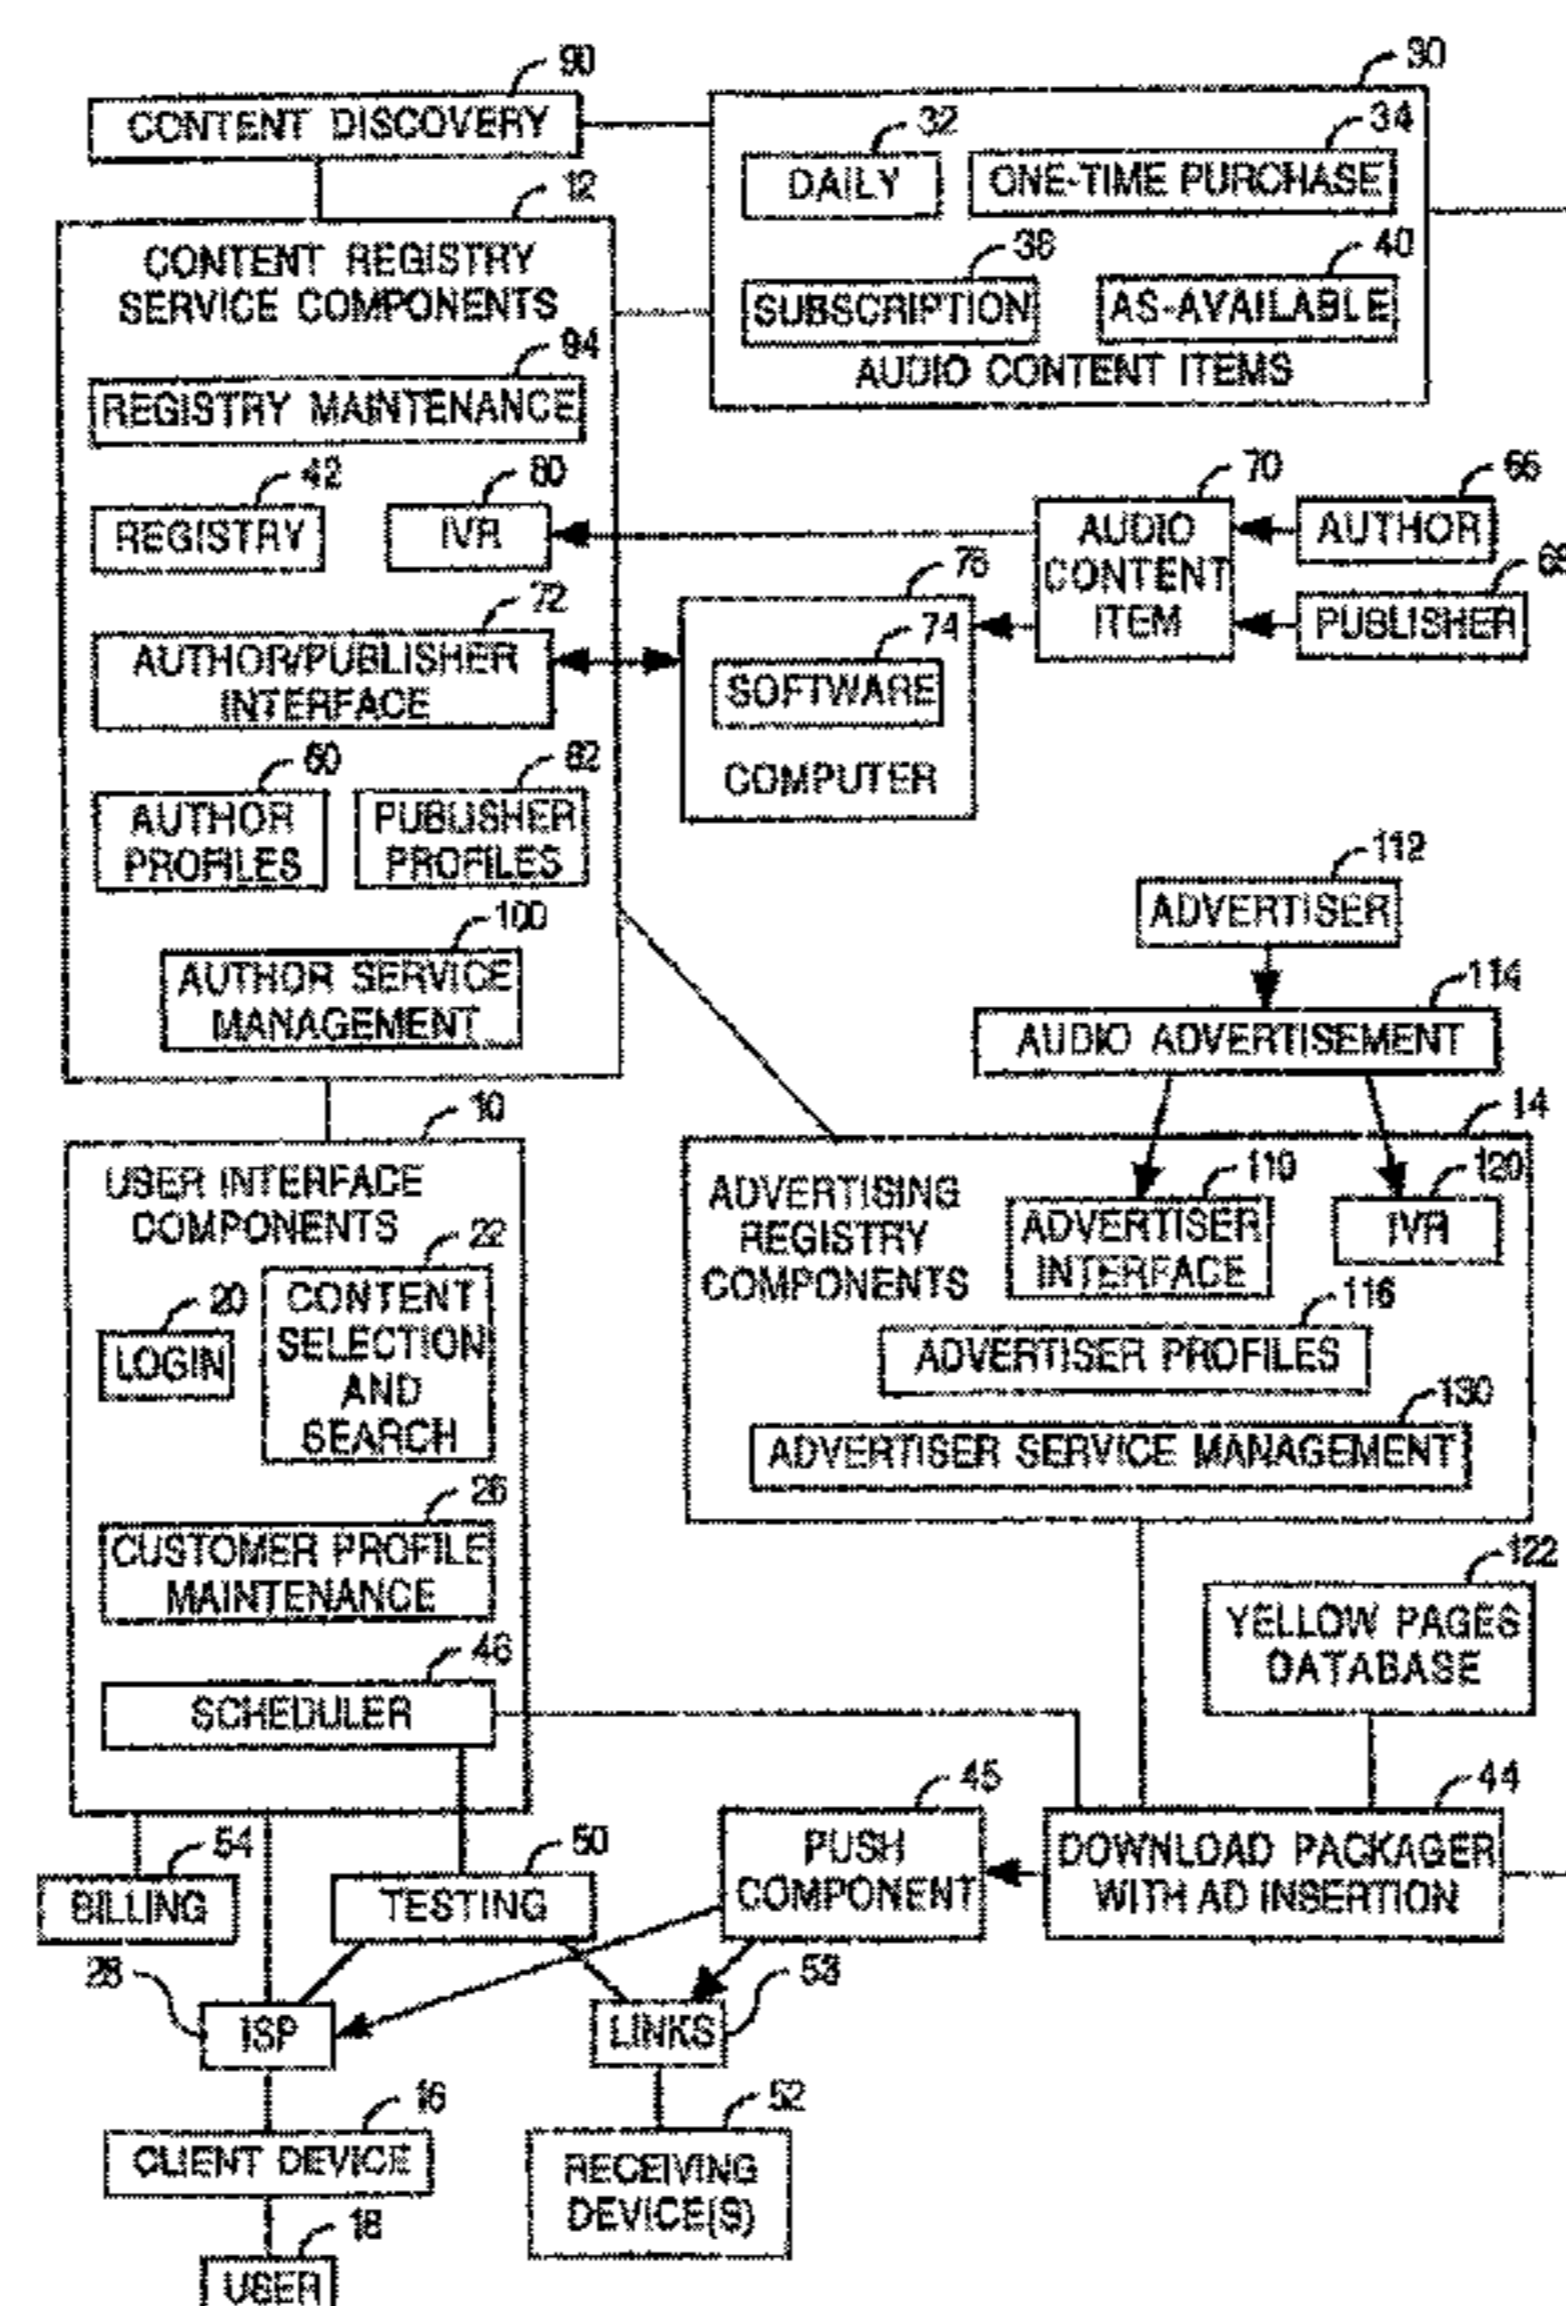 90
CONTENT DISCOVERY
30
32
DAILY
34
ONE-TIME PURCHASE
36
SUBSCRIPTION
40
AS-AVAILABLE
AUDIO CONTENT ITEMS
12
CONTENT REGISTRY
SERVICE COMPONENTS
94
REGISTRY MAINTENANCE
42
REGISTRY
80
IVR
72
AUTHOR/PUBLISHER
INTERFACE
60
AUTHOR
PROFILES
62
PUBLISHER
PROFILES
100
AUTHOR SERVICE
MANAGEMENT
70
AUDIO
CONTENT
ITEM
66
AUTHOR
68
PUBLISHER
76
74
SOFTWARE
COMPUTER
112
ADVERTISER
114
AUDIO ADVERTISEMENT
14
ADVERTISING
REGISTRY
COMPONENTS
110
ADVERTISER
INTERFACE
120
IVR
116
ADVERTISER PROFILES
130
ADVERTISER SERVICE MANAGEMENT
10
USER INTERFACE
COMPONENTS
20
LOGIN
22
CONTENT
SELECTION
AND
SEARCH
26
CUSTOMER PROFILE
MAINTENANCE
46
SCHEDULER
122
YELLOW PAGES
DATABASE
54
BILLING
50
TESTING
45
PUSH
COMPONENT
44
DOWNLOAD PACKAGER
WITH AD INSERTION
28
ISP
53
LINKS
16
CLIENT DEVICE
52
RECEIVING
DEVICE(S)
18
USER